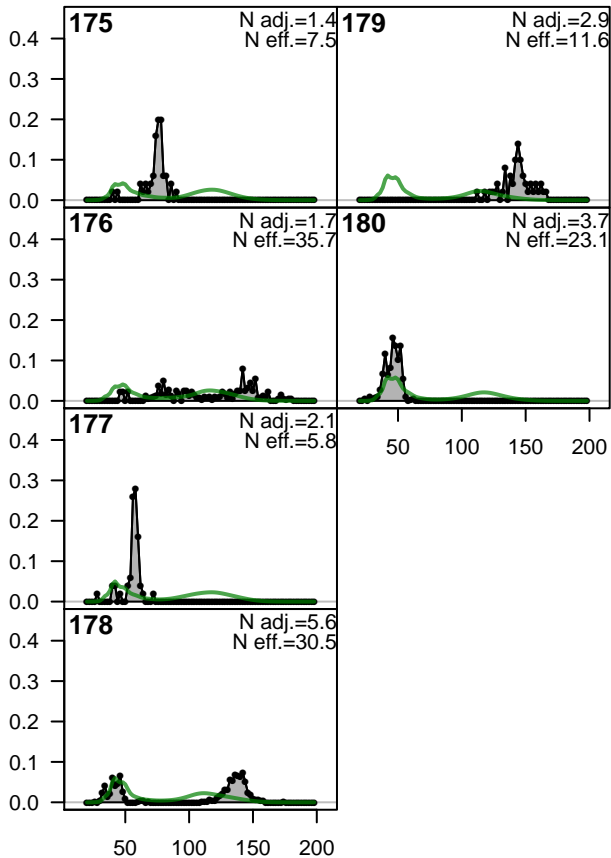 175
N adj.=1.4
N eff.=7.5
0.0
0.1
0.2
0.3
0.4
179
N adj.=2.9
N eff.=11.6
176
N adj.=1.7
N eff.=35.7
0.0
0.1
0.2
0.3
0.4
180
N adj.=3.7
N eff.=23.1
50 100 150 200
177
N adj.=2.1
N eff.=5.8
0.0
0.1
0.2
0.3
0.4
178
N adj.=5.6
N eff.=30.5
0.0
0.1
0.2
0.3
0.4
50 100 150 200